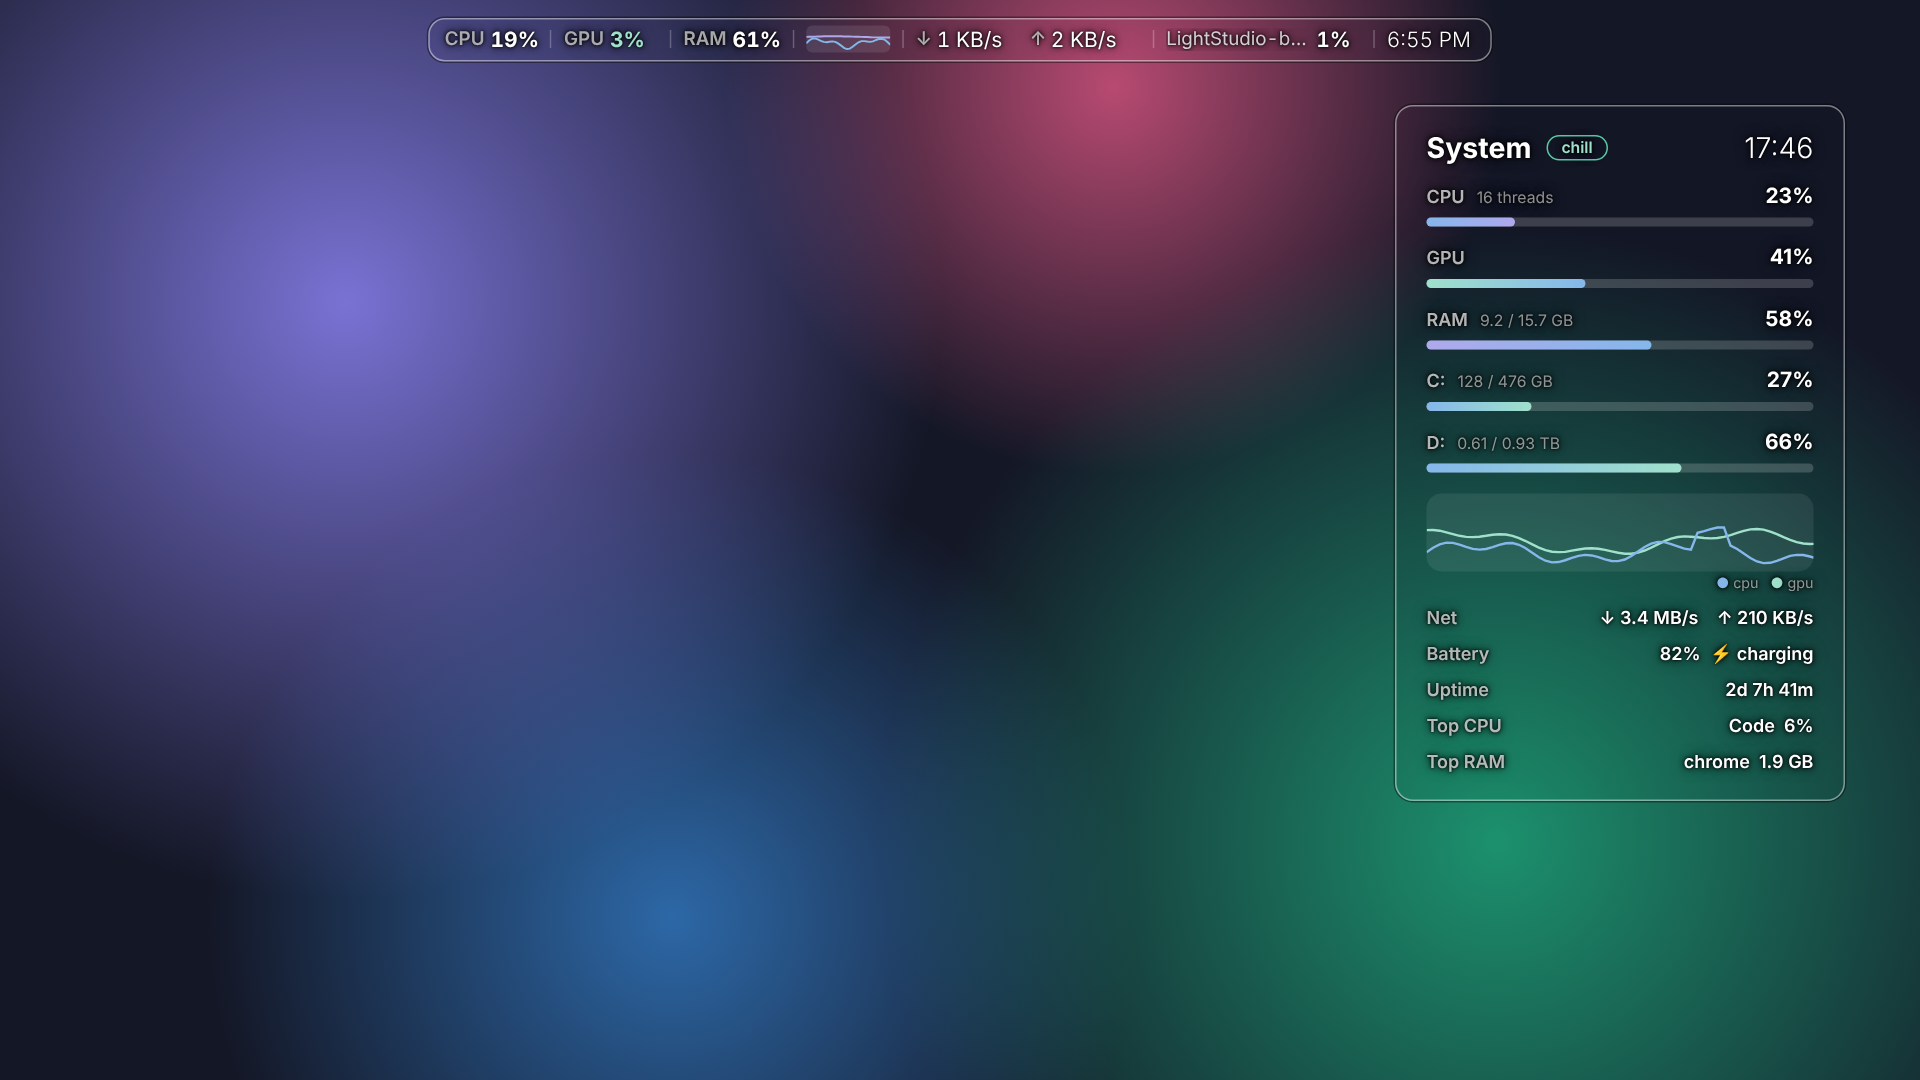 CPU 19% | GPU 3% | RAM 61% | | ↓ 1 KB/s ↑ 2 KB/s | LightStudio-b... 1% | 6:55 PM
System chill 17:46
CPU 16 threads 23%
GPU 41%
RAM 9.2 / 15.7 GB 58%
C: 128 / 476 GB 27%
D: 0.61 / 0.93 TB 66%
cpu gpu
Net ↓ 3.4 MB/s ↑ 210 KB/s
Battery 82% ⚡ charging
Uptime 2d 7h 41m
Top CPU Code 6%
Top RAM chrome 1.9 GB